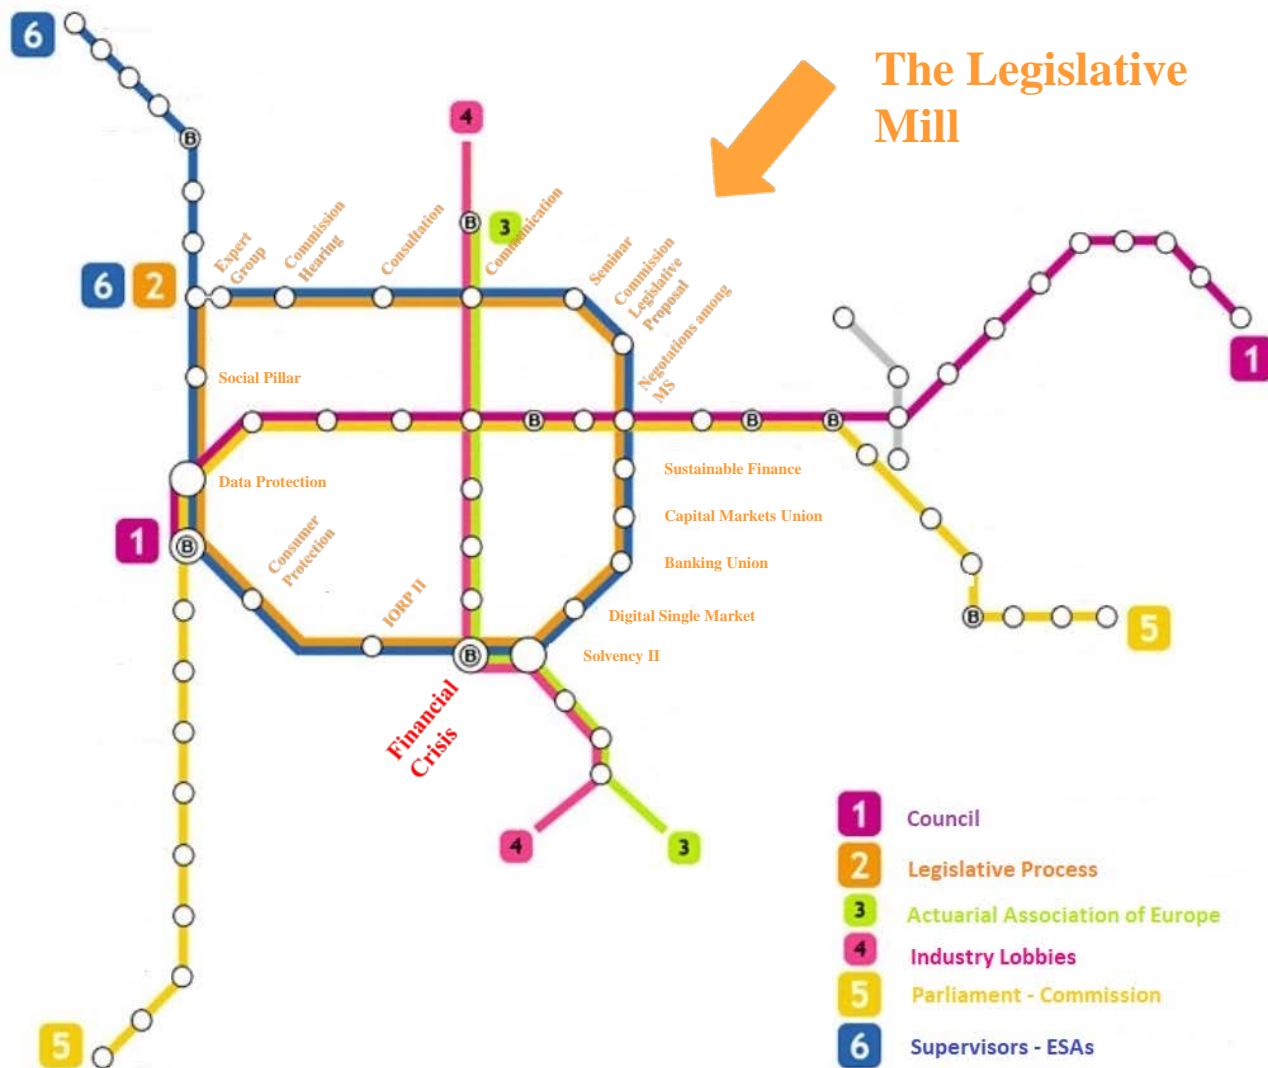 6
The Legislative
Mill
4
3
Expert
Group
Commission
Hearing
Consultation
Communication
Seminar
Commission
Legislative
Proposal
Negotations among
MS
6
2
1
Social Pillar
Data Protection
Sustainable Finance
Capital Markets Union
1
Consumer
Protection
Banking Union
IORP II
Digital Single Market
5
Solvency II
Financial
Crisis
B
B
B
B
B
B
B
B
4
3
1
Council
2
Legislative Process
3
Actuarial Association of Europe
4
Industry Lobbies
5
Parliament - Commission
5
6
Supervisors - ESAs